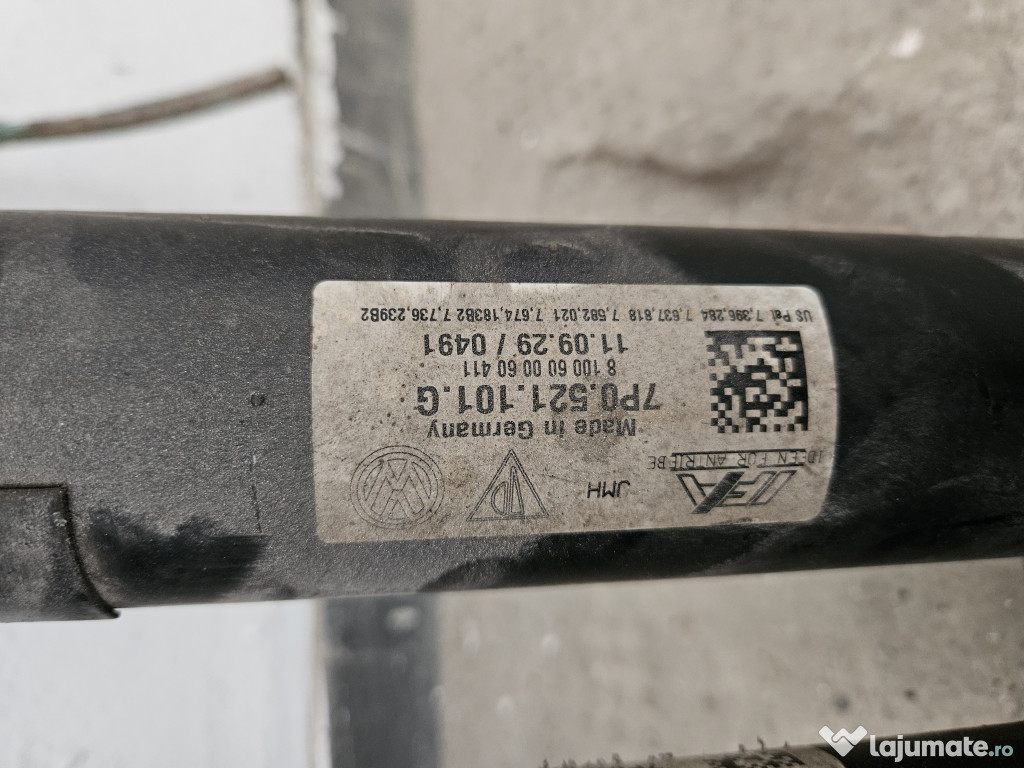 IFA
IDEEN FÜR ANTRIEBE
JMH
Made in Germany
7P0.521.101.G
8 100 60 00 60 411
11.09.29 / 0491
US Pat 7,396,284 7,637,818 7,582,021 7,674,183B2 7,736,239B2
lajumate.ro